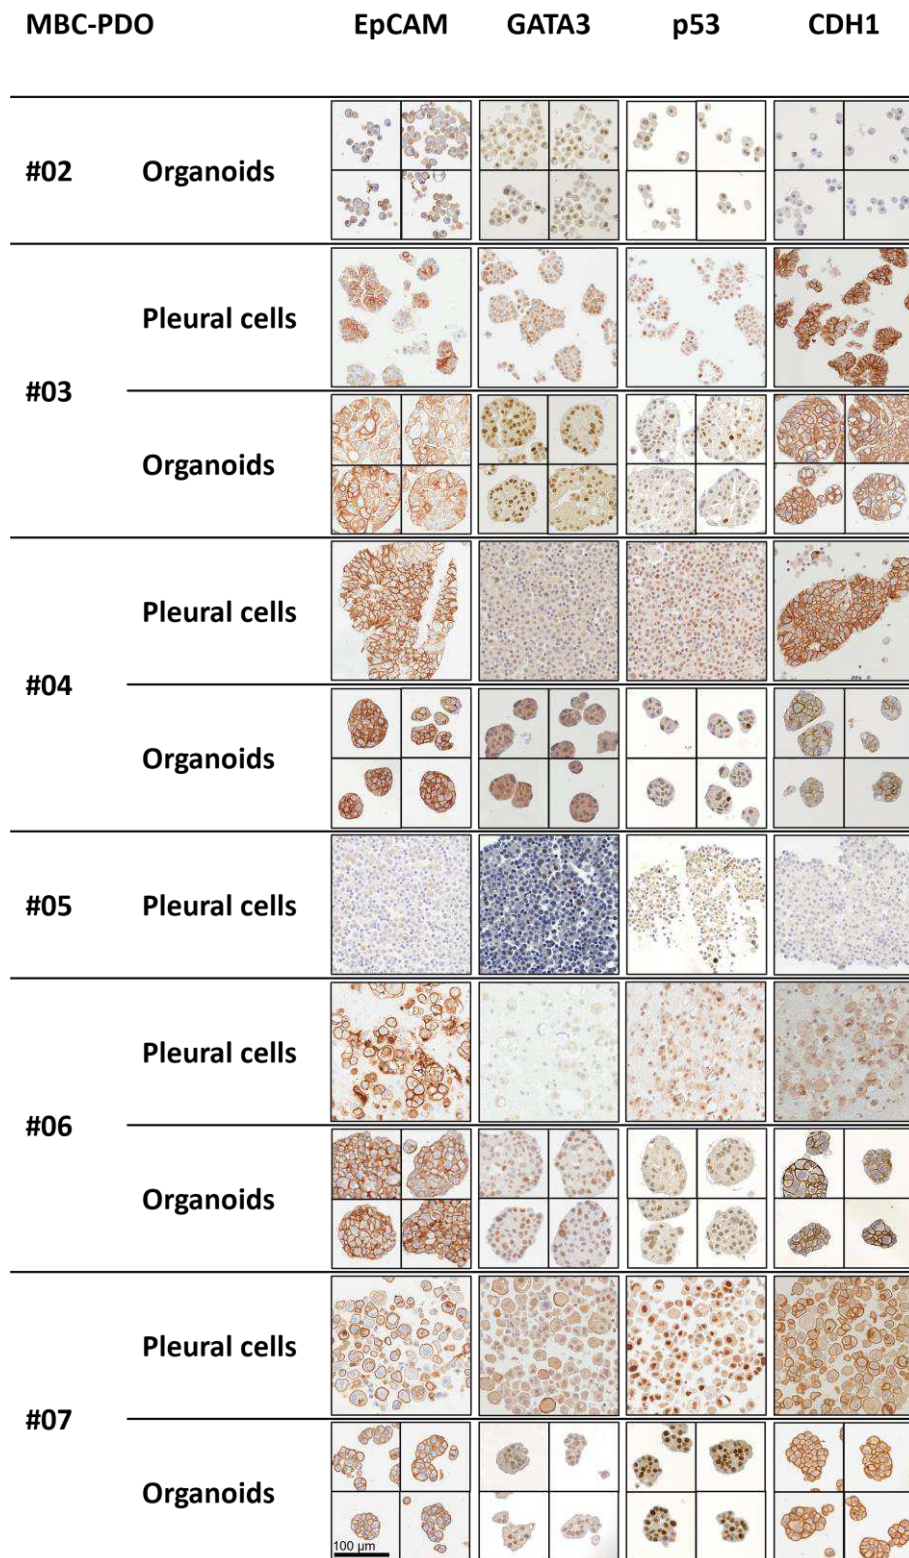 MBC-PDO EpCAM GATA3 p53 CDH1
#02 Organoids
Pleural cells
#03
Organoids
Pleural cells
#04
Organoids
#05 Pleural cells
Pleural cells
#06
Organoids
Pleural cells
#07
Organoids
100 µm